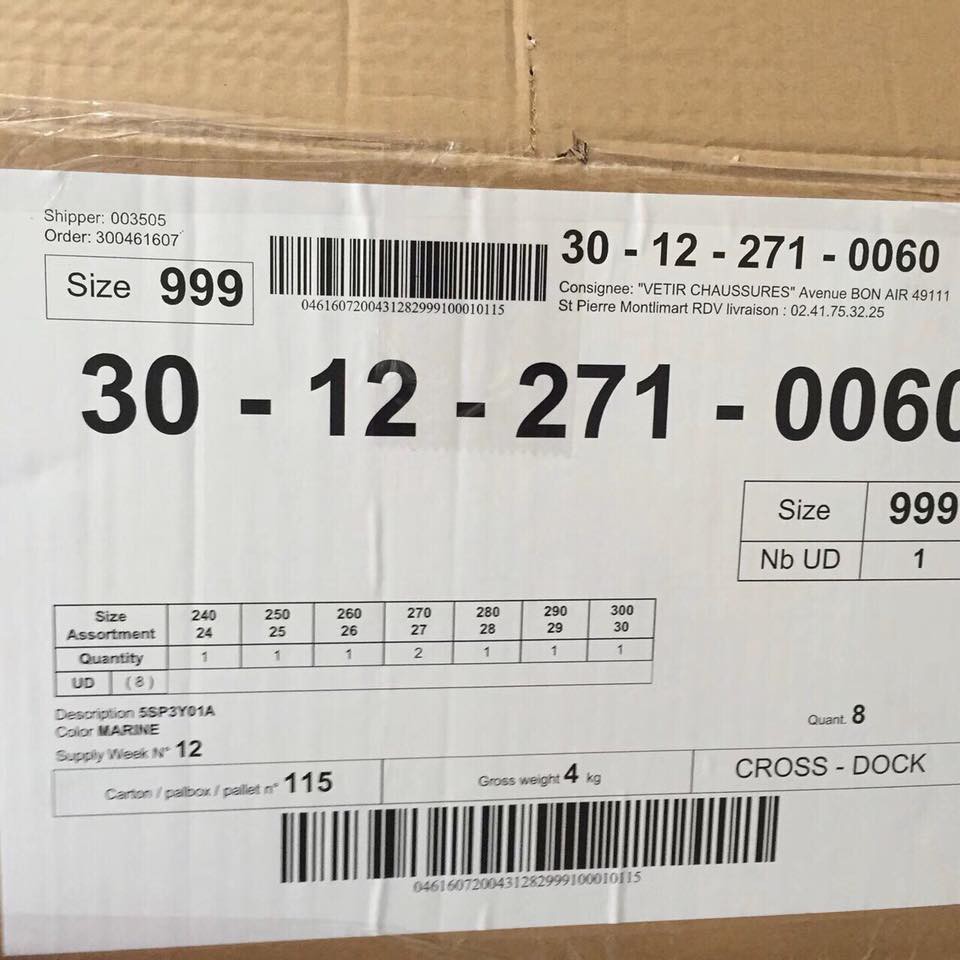 Shipper: 003505
Order: 300461607
Size 999
0461607200431282999100010115
30 - 12 - 271 - 0060
Consignee: "VETIR CHAUSSURES" Avenue BON AIR 49111
St Pierre Montlimart RDV livraison : 02.41.75.32.25
30 - 12 - 271 - 0060
Size 999
Nb UD 1
Size 240 250 260 270 280 290 300
Assortment 24 25 26 27 28 29 30
Quantity 1 1 1 2 1 1 1
UD (8)
Description 5SP3Y01A
Color MARINE
Quant. 8
Supply Week N° 12
Carton / palbox / pallet n° 115
Gross weight 4 kg
CROSS - DOCK
0461607200431282999100010115